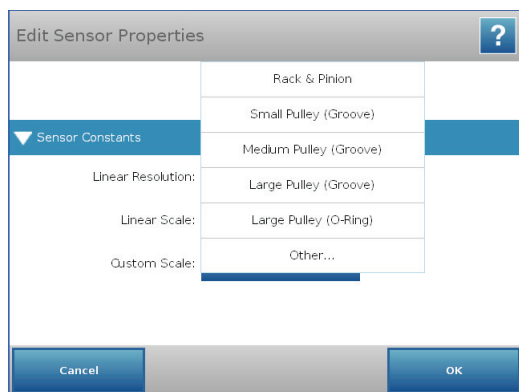 Edit Sensor Properties
?
Rack & Pinion
Small Pulley (Groove)
Sensor Constants
Medium Pulley (Groove)
Linear Resolution:
Large Pulley (Groove)
Linear Scale:
Large Pulley (O-Ring)
Custom Scale:
Other...
Cancel
OK